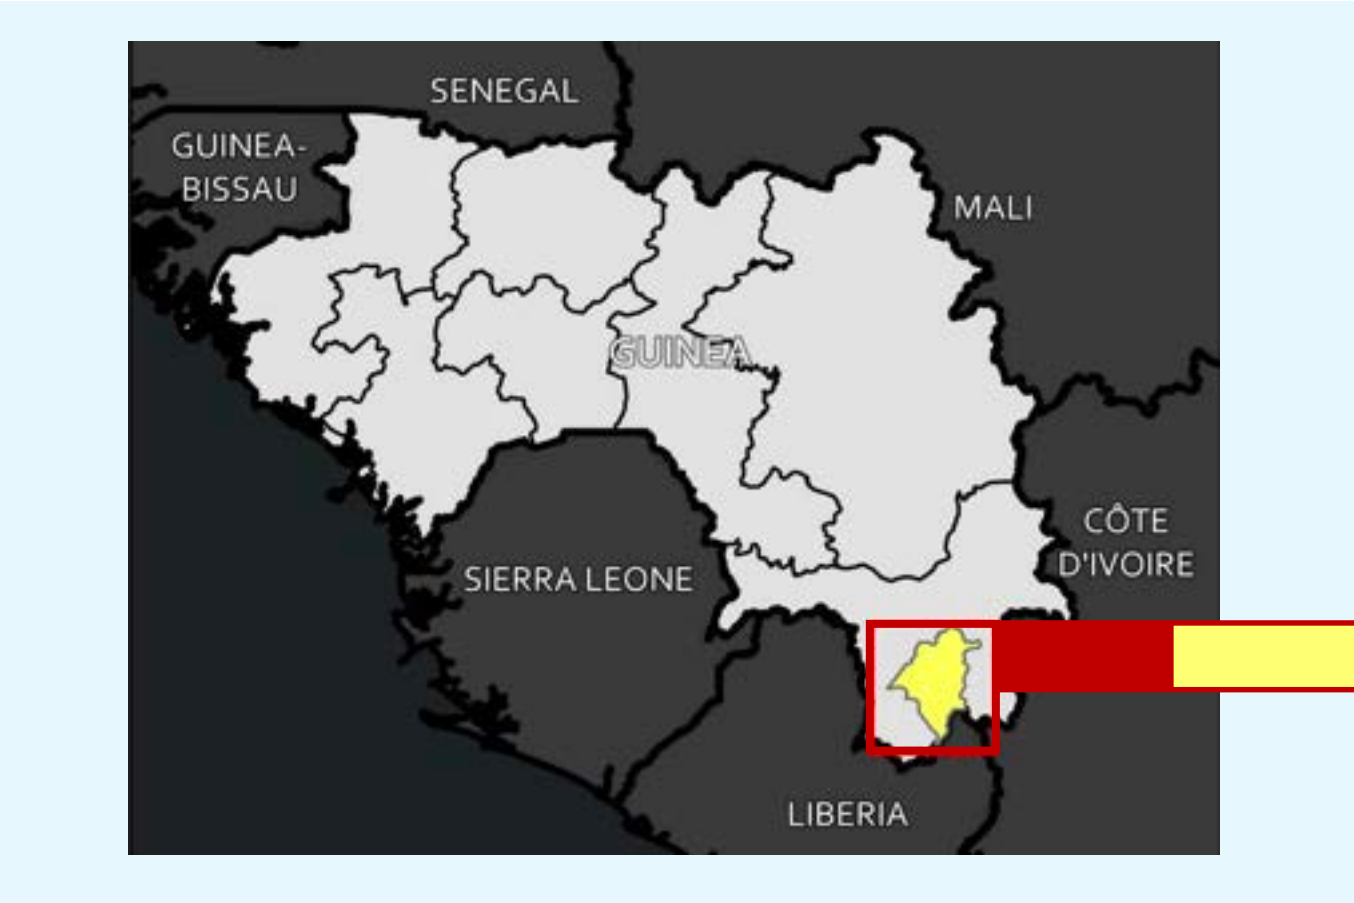 SENEGAL
GUINEA-
BISSAU
MALI
GUINEA
CÔTE
D'IVOIRE
SIERRA LEONE
LIBERIA